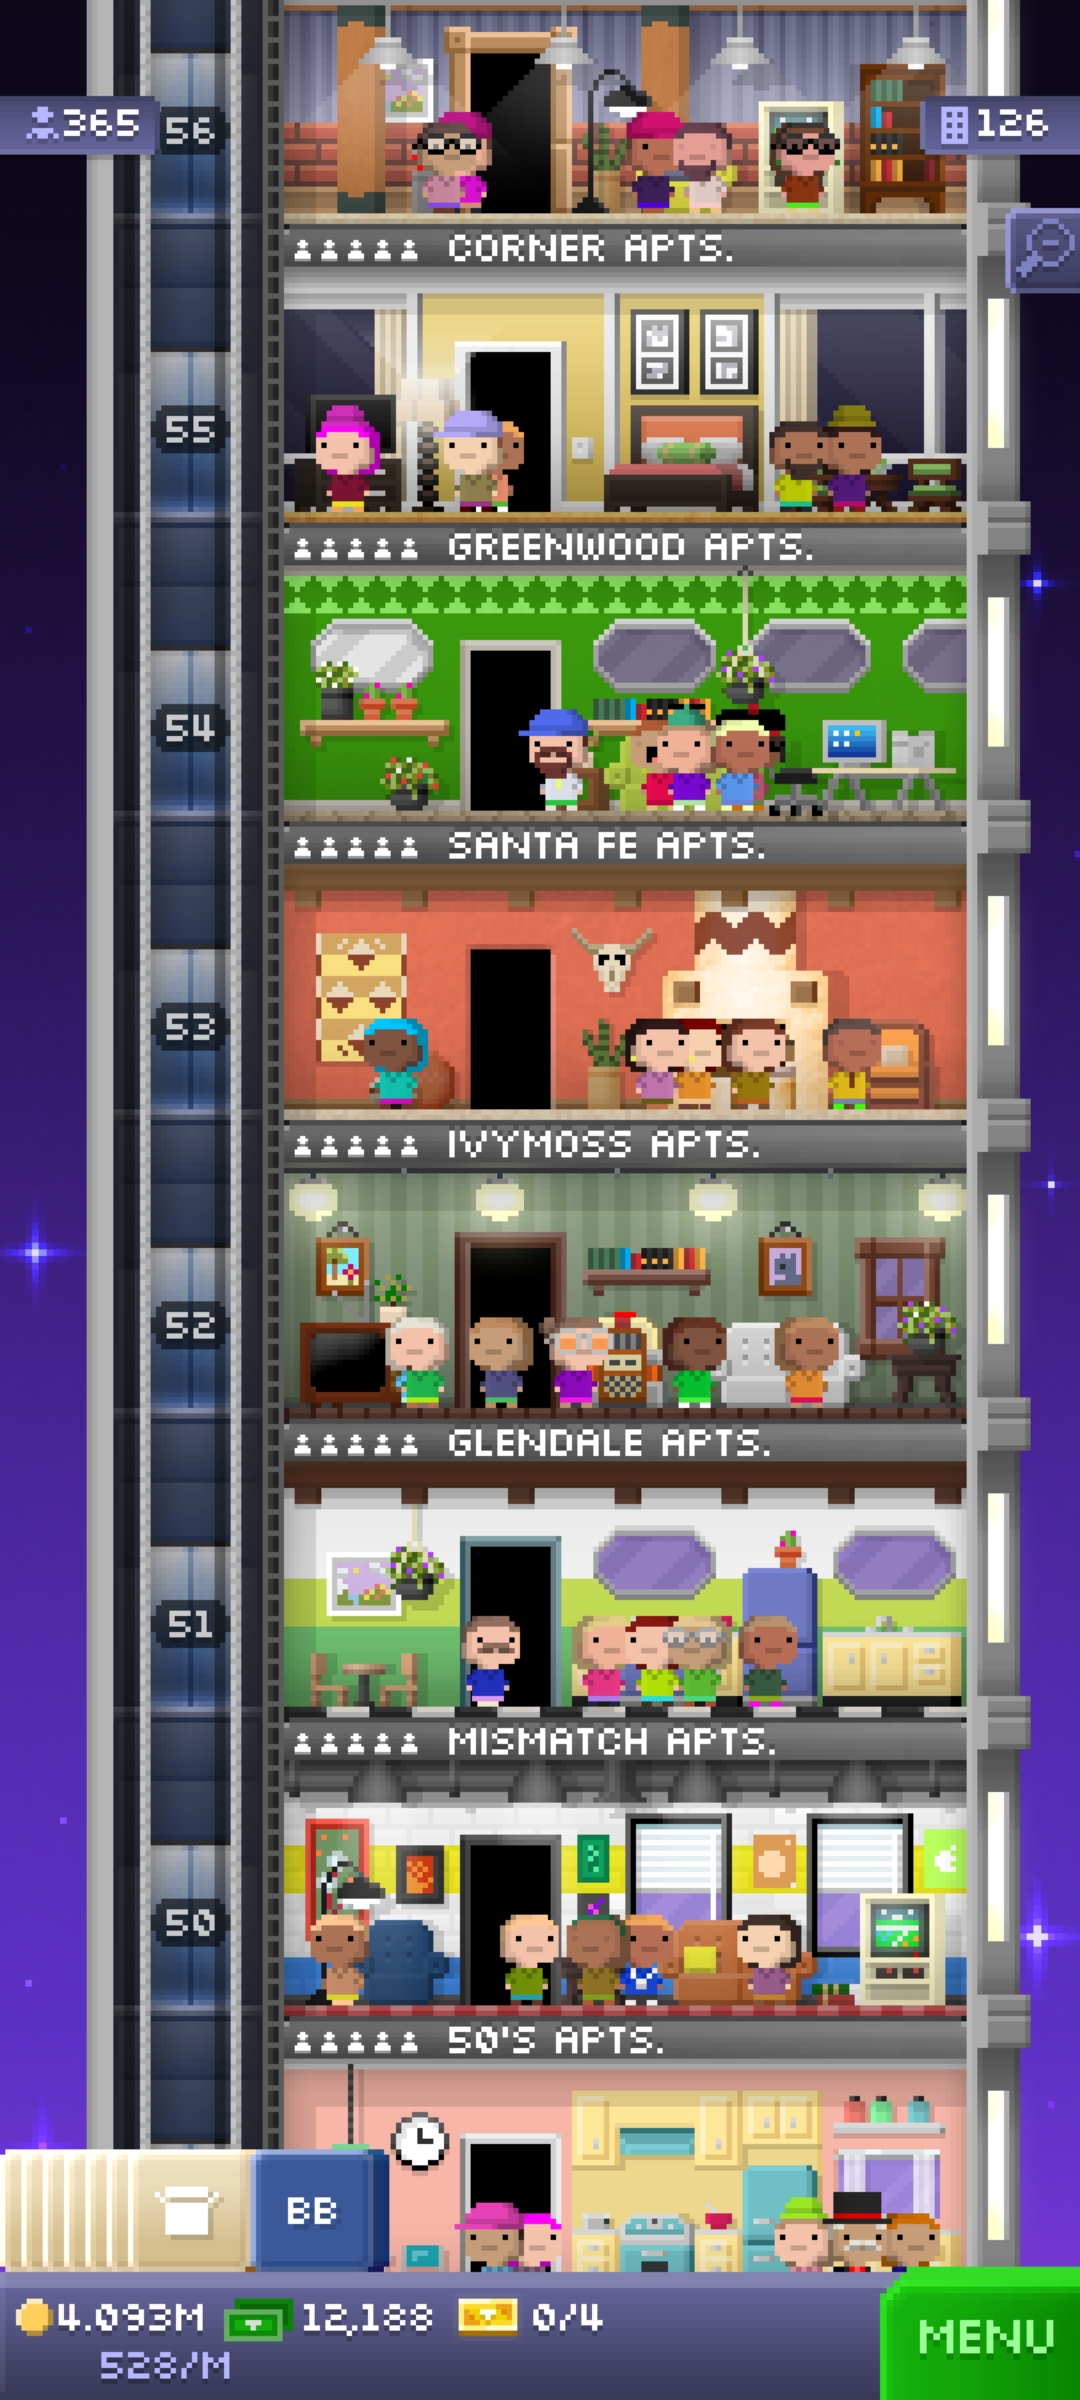 365
56
126
CORNER APTS.
55
GREENWOOD APTS.
54
SANTA FE APTS.
53
IVYMOSS APTS.
52
GLENDALE APTS.
51
MISMATCH APTS.
50
50'S APTS.
BB
4.093M 12,188 0/4
MENU
528/M